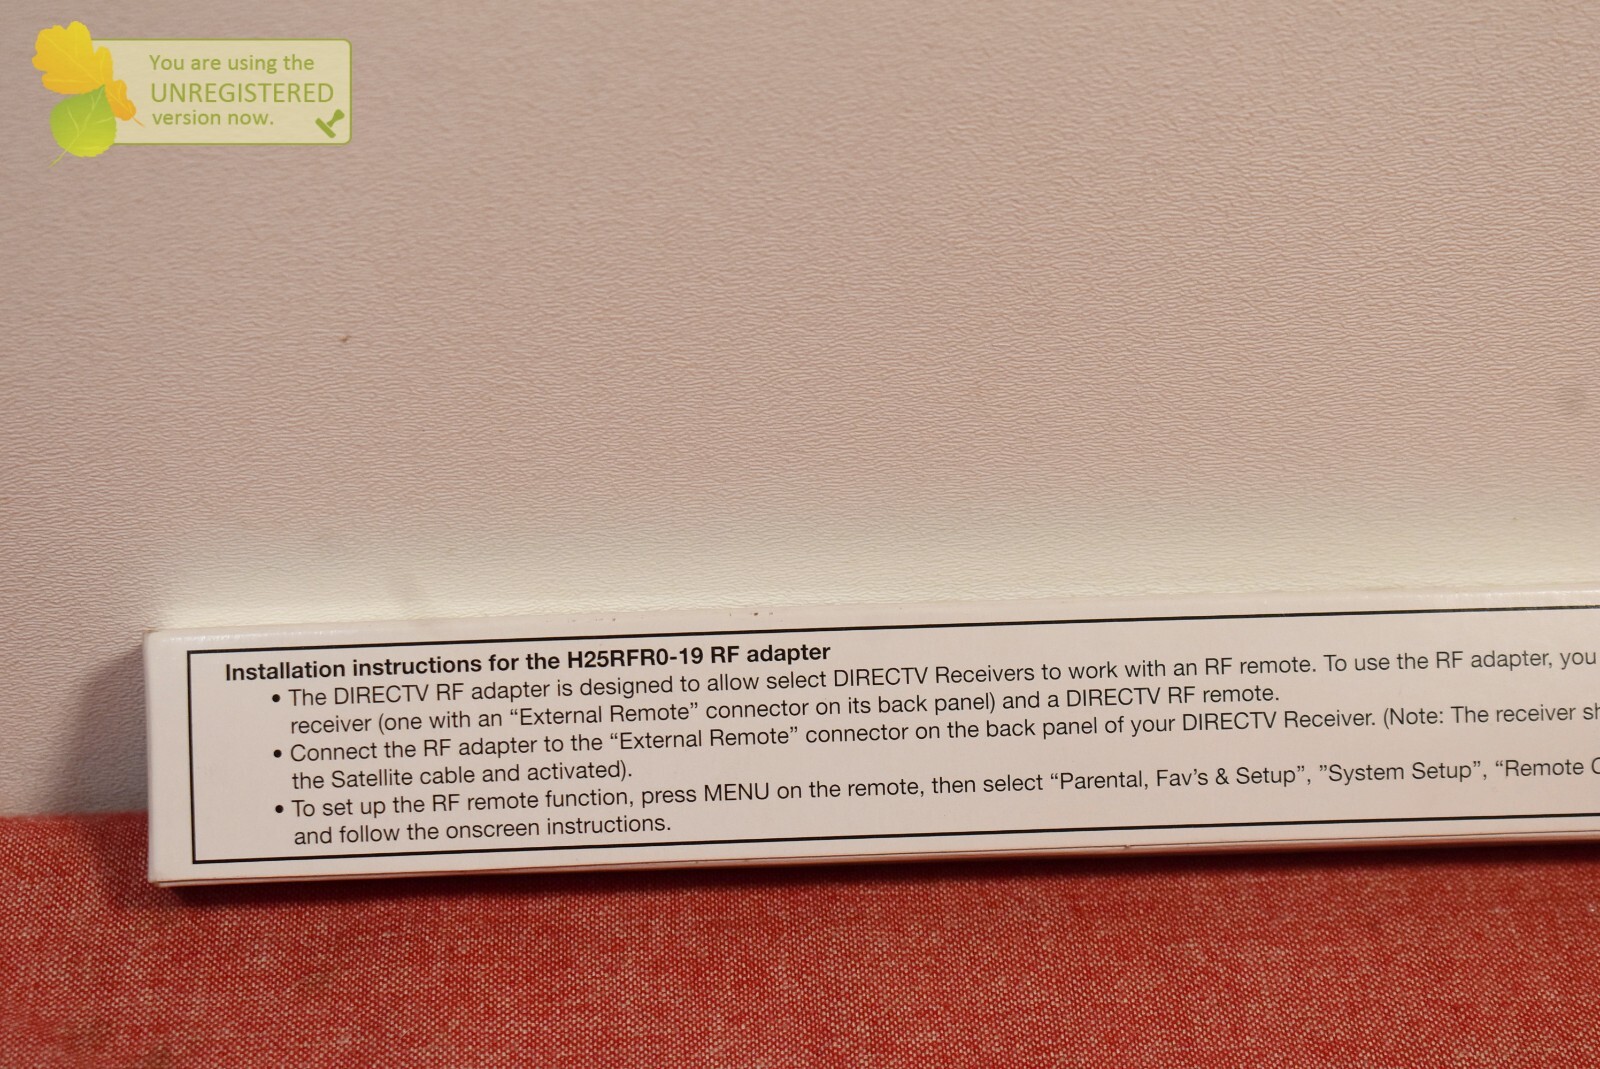 You are using the
UNREGISTERED
version now.
Installation instructions for the H25RFR0-19 RF adapter
• The DIRECTV RF adapter is designed to allow select DIRECTV Receivers to work with an RF remote. To use the RF adapter, you
receiver (one with an “External Remote” connector on its back panel) and a DIRECTV RF remote.
• Connect the RF adapter to the “External Remote” connector on the back panel of your DIRECTV Receiver. (Note: The receiver
the Satellite cable and activated).
• To set up the RF remote function, press MENU on the remote, then select “Parental, Fav’s & Setup”, ”System Setup”, “Remote
and follow the onscreen instructions.